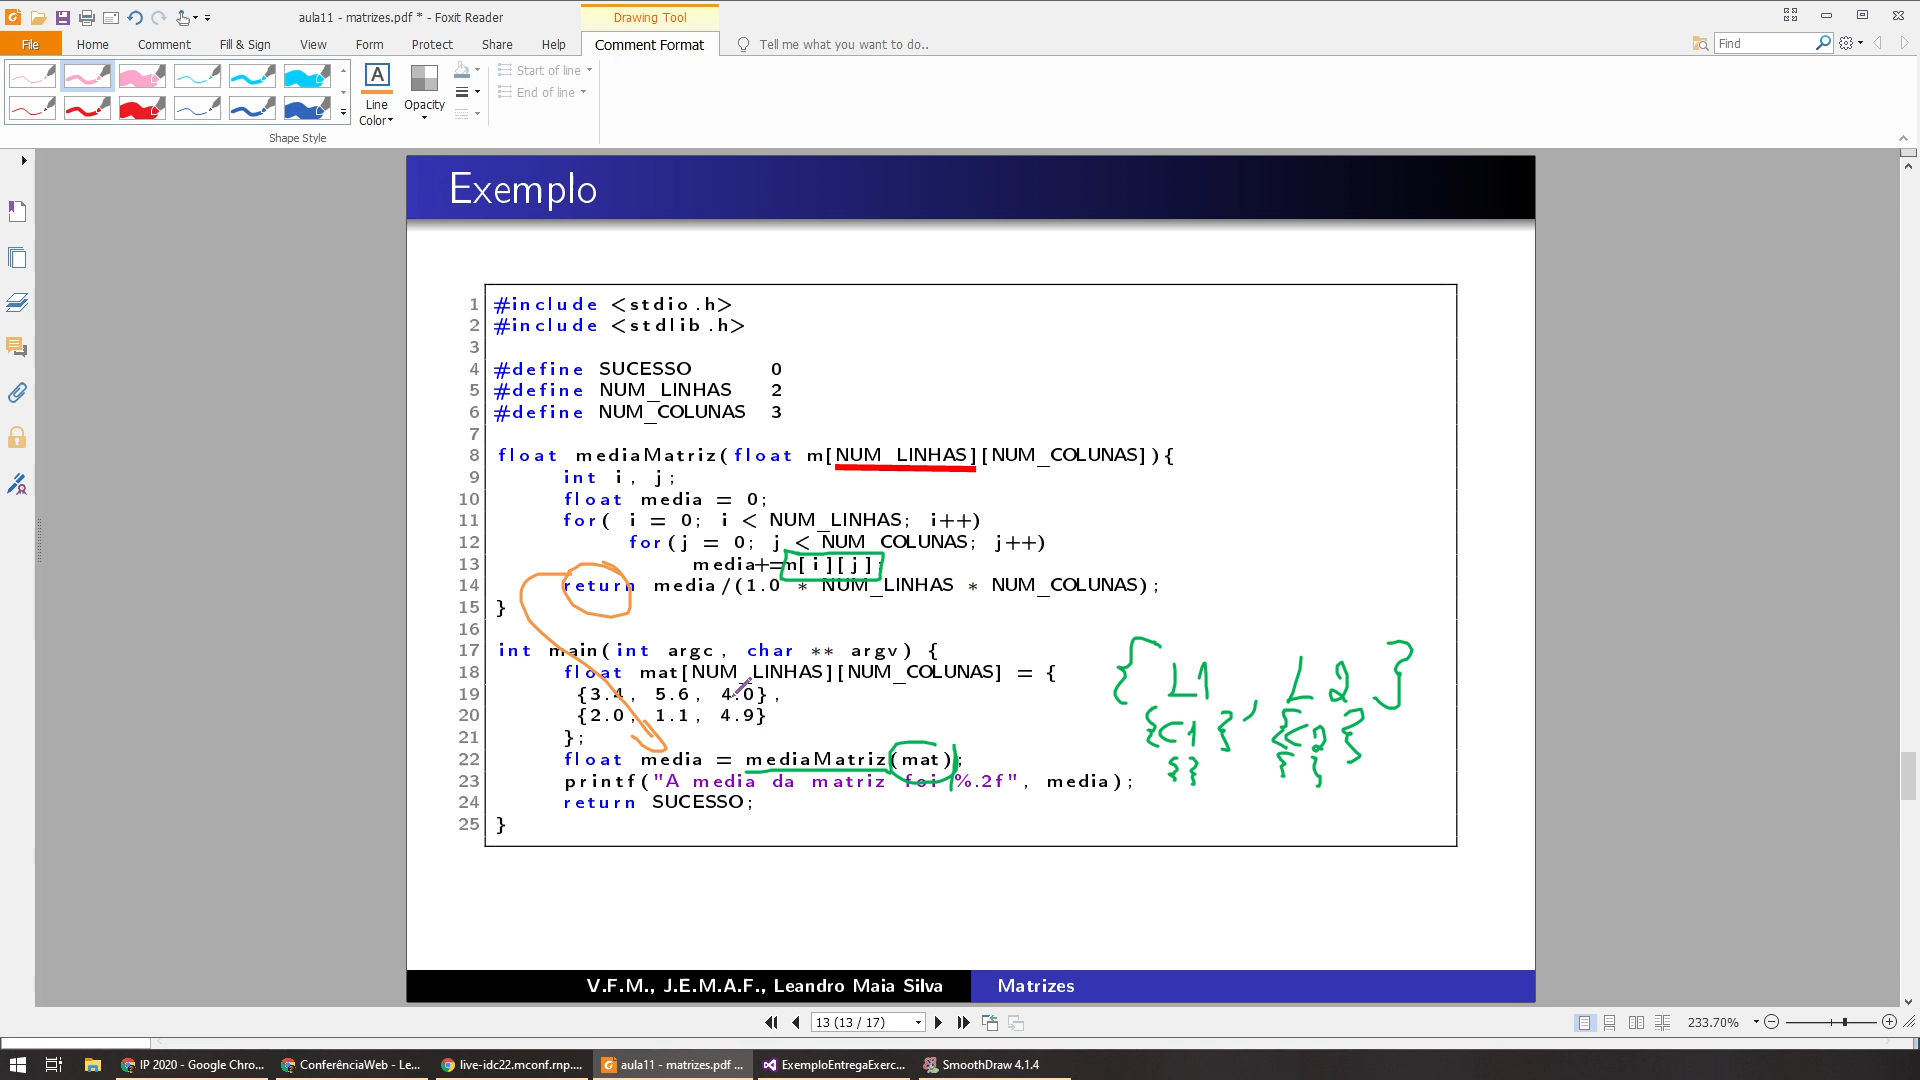 aula11 - matrizes.pdf * - Foxit Reader
Drawing Tool
File Home Comment Fill & Sign View Form Protect Share Help Comment Format Tell me what you want to do.. Find
A Start of line
End of line
Line Color Opacity
Shape Style
Exemplo
1 #include <stdio.h>
2 #include <stdlib.h>
3
4 #define SUCESSO 0
5 #define NUM_LINHAS 2
6 #define NUM_COLUNAS 3
7
8 float mediaMatriz(float m[NUM_LINHAS][NUM_COLUNAS]){
9 int i, j;
10 float media = 0;
11 for( i = 0; i < NUM_LINHAS; i++)
12 for(j = 0; j < NUM_COLUNAS; j++)
13 media+=m[i][j];
14 return media/(1.0 * NUM_LINHAS * NUM_COLUNAS);
15 }
16
17 int main(int argc, char ** argv) {
18 float mat[NUM_LINHAS][NUM_COLUNAS] = {
19 {3.4, 5.6, 4.0},
20 {2.0, 1.1, 4.9}
21 };
22 float media = mediaMatriz(mat);
23 printf("A media da matriz foi %.2f", media);
24 return SUCESSO;
25 }
{ L1 , L2 }
{C1} {C2}
{} {}
V.F.M., J.E.M.A.F., Leandro Maia Silva Matrizes
13 (13 / 17) 233.70%
IP 2020 - Google Chro... ConferênciaWeb - Le... live-idc22.mconf.rnp.... aula11 - matrizes.pdf ... ExemploEntregaExerc... SmoothDraw 4.1.4